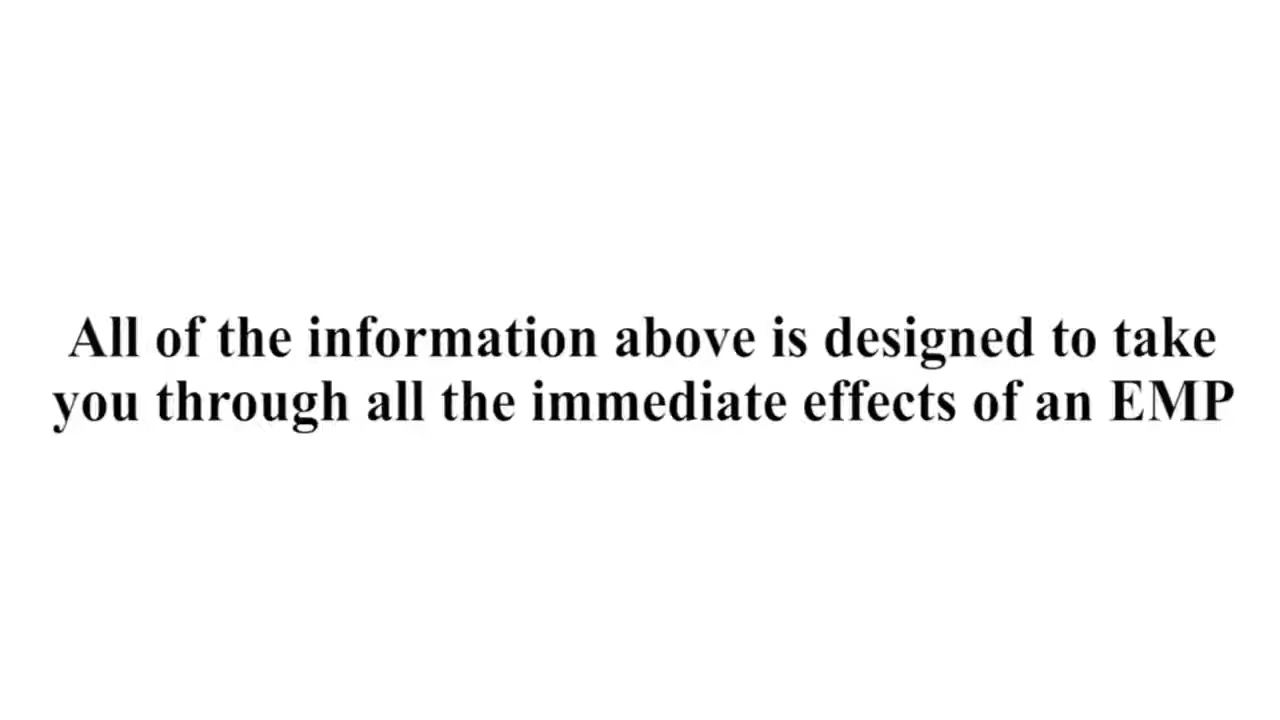 All of the information above is designed to take
you through all the immediate effects of an EMP